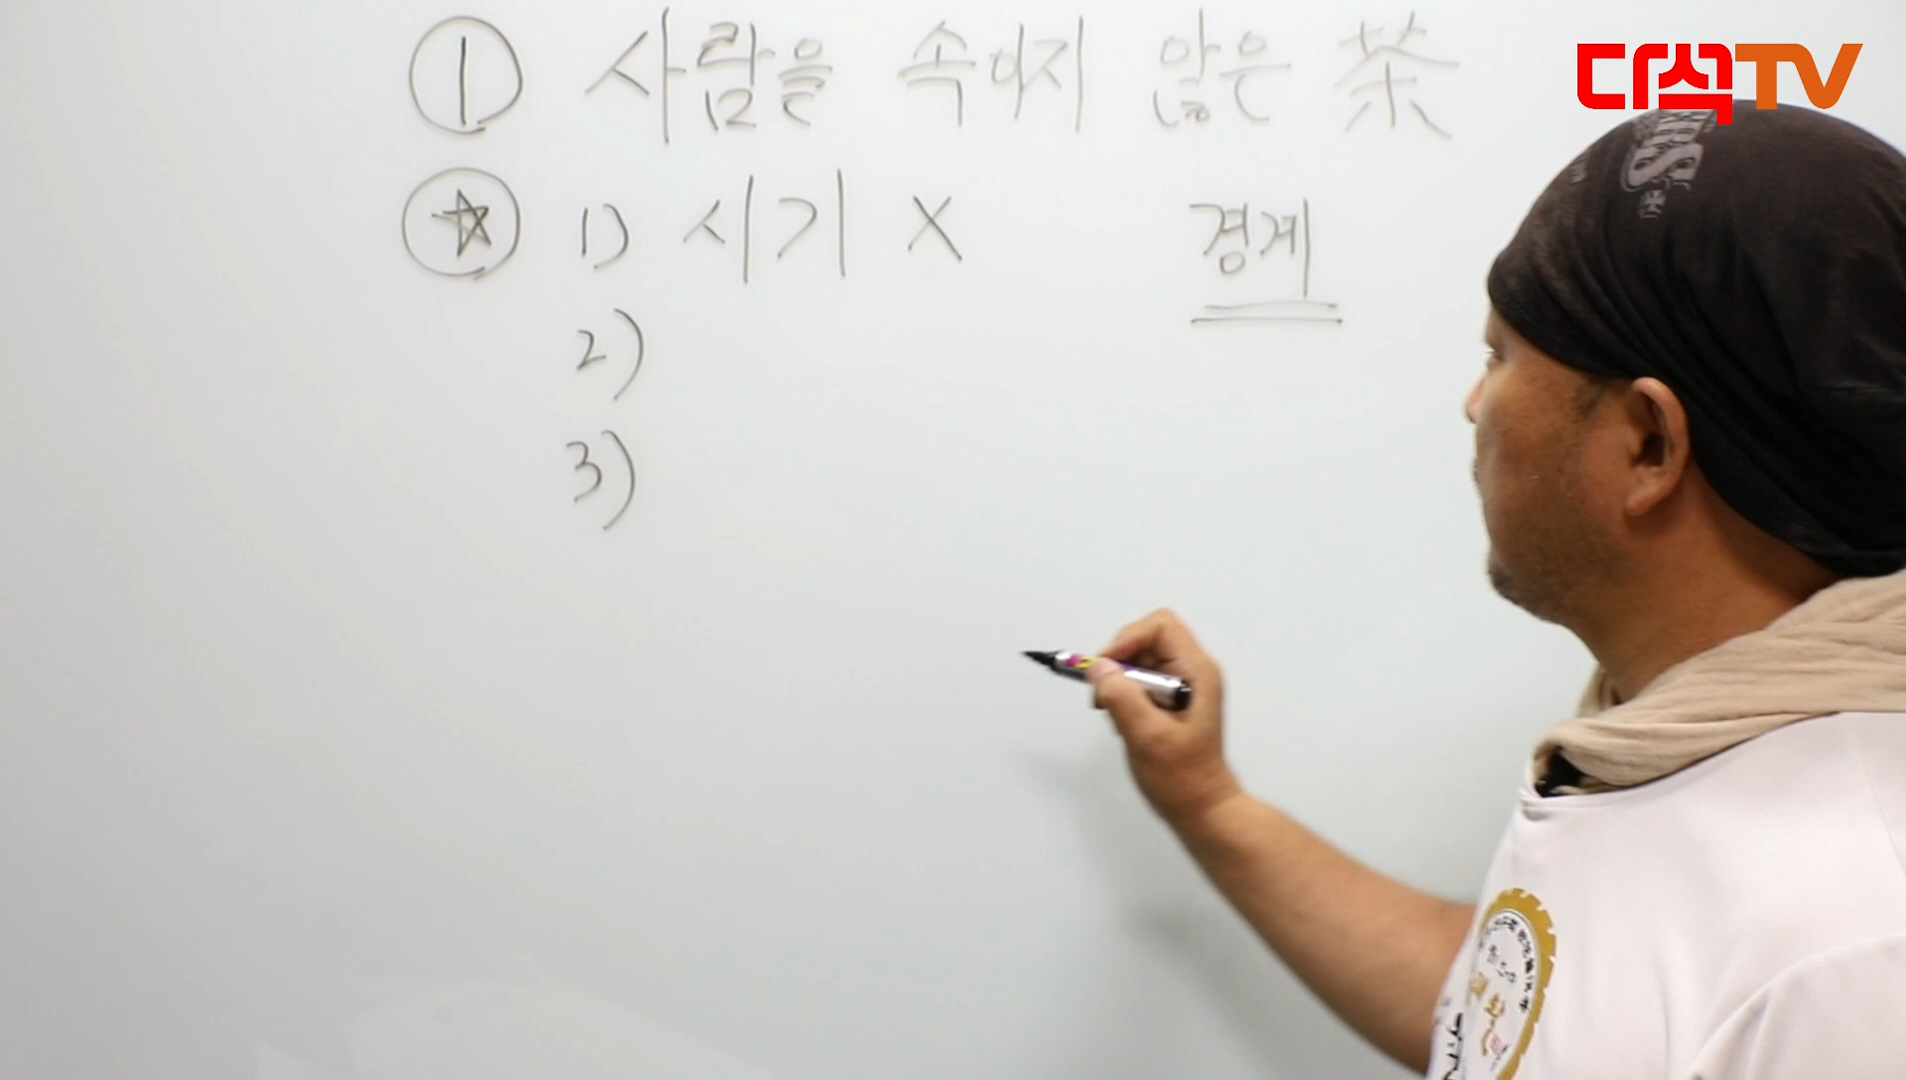 다석TV
① 사람을 속이지 않은 茶
☆ 1) 시기 X 경계
2)
3)